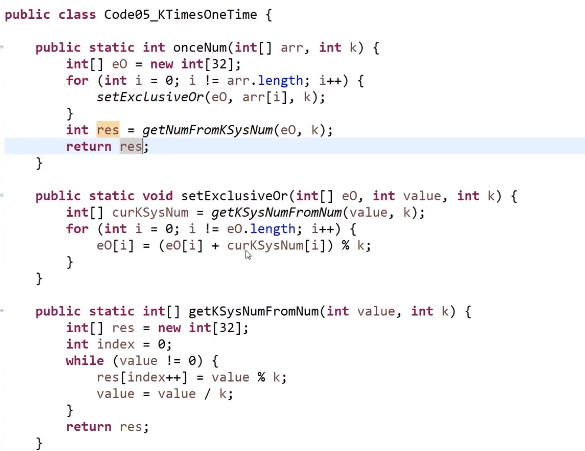 public class Code05_KTimesOneTime {
public static int onceNum(int[] arr, int k) {
int[] eO = new int[32];
for (int i = 0; i != arr.length; i++) {
setExclusiveOr(eO, arr[i], k);
}
int res = getNumFromKSysNum(eO, k);
return res;
}
public static void setExclusiveOr(int[] eO, int value, int k) {
int[] curKSysNum = getKSysNumFromNum(value, k);
for (int i = 0; i != eO.length; i++) {
eO[i] = (eO[i] + curKSysNum[i]) % k;
}
}
public static int[] getKSysNumFromNum(int value, int k) {
int[] res = new int[32];
int index = 0;
while (value != 0) {
res[index++] = value % k;
value = value / k;
}
return res;
}